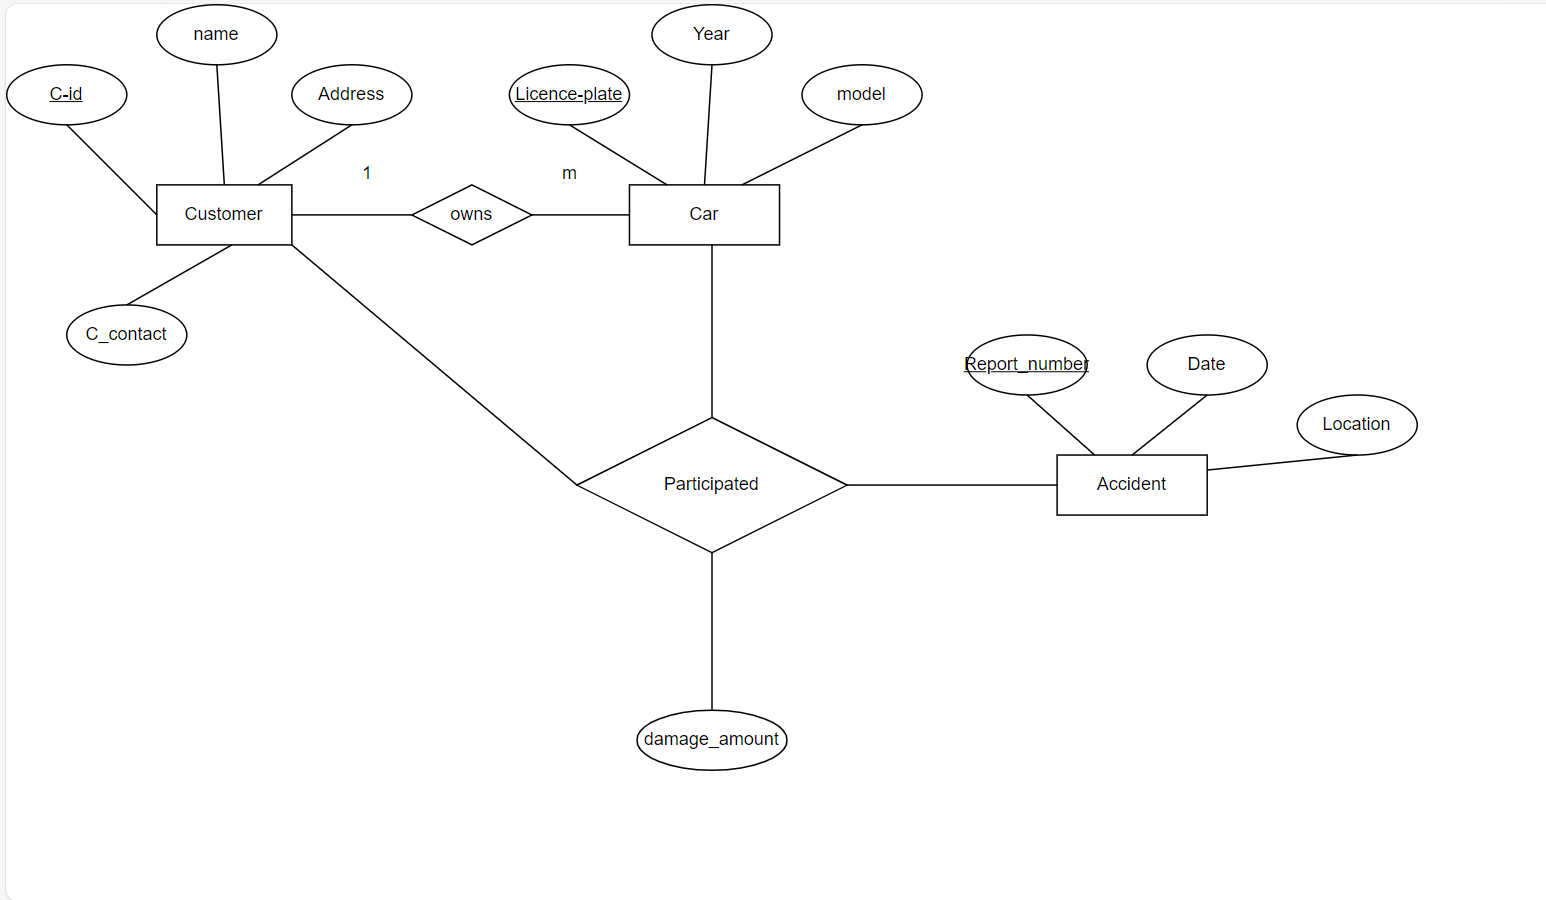 name
Year
C-id
Address
Licence-plate
model
1
m
Customer
owns
Car
C_contact
Report_number
Date
Location
Participated
Accident
damage_amount